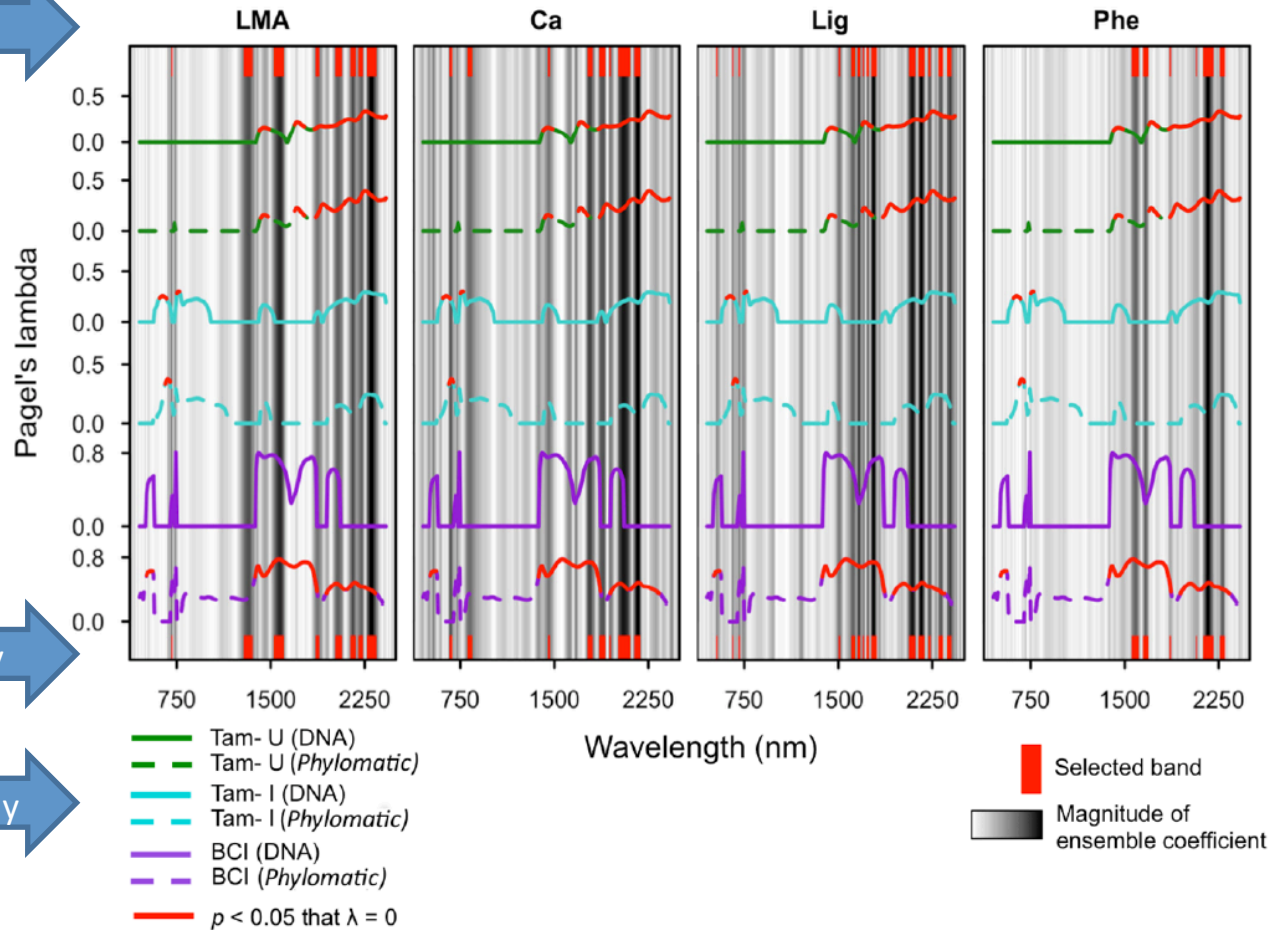 LMA Ca Lig Phe
0.5
0.0
0.5
0.0
0.5
0.0
0.5
0.0
0.8
0.0
0.8
0.0
Pagel's lambda
y
y
750 1500 2250 750 1500 2250 750 1500 2250 750 1500 2250
Wavelength (nm)
Tam- U (DNA)
Tam- U (Phylomatic)
Tam- I (DNA)
Tam- I (Phylomatic)
BCI (DNA)
BCI (Phylomatic)
p < 0.05 that λ = 0
Selected band
Magnitude of
ensemble coefficient